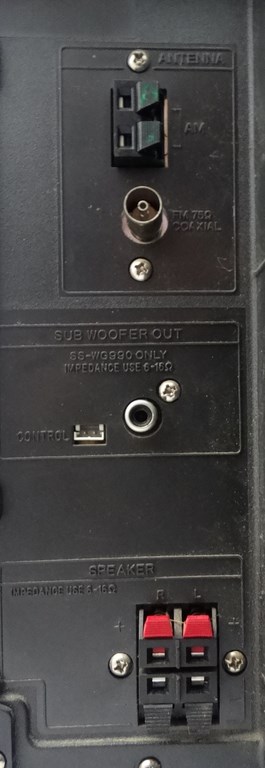 ANTENNA
AM
FM 75Ω
COAXIAL
SUB WOOFER OUT
SS-WG990 ONLY
IMPEDANCE USE 6-16Ω
CONTROL
SPEAKER
IMPEDANCE USE 6-16Ω
R L
+ +